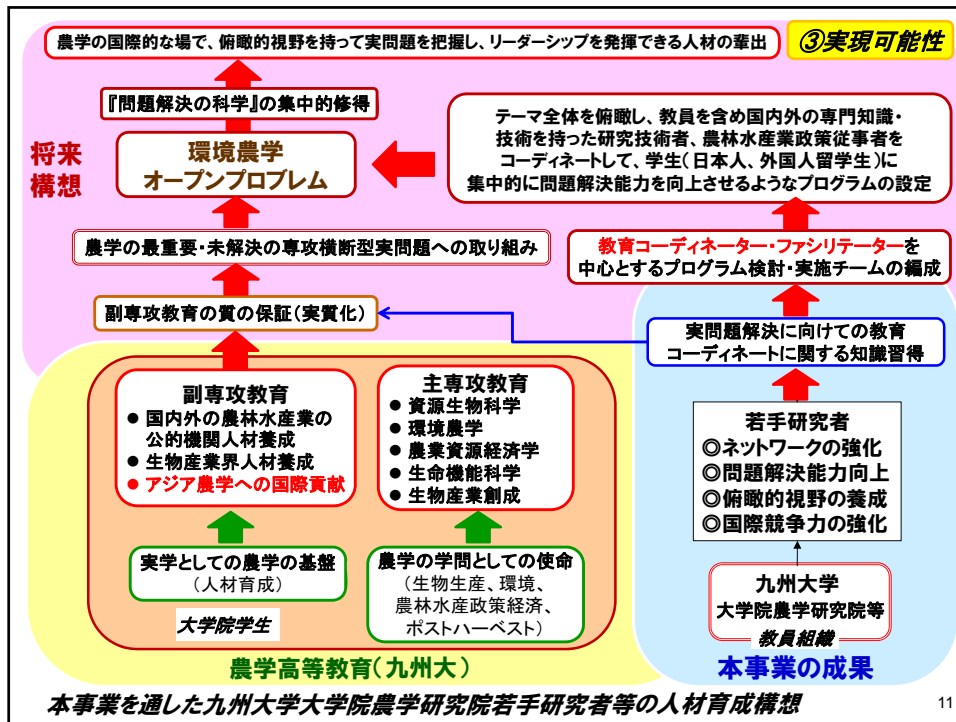 農学の国際的な場で、俯瞰的視野を持って実問題を把握し、リーダーシップを発揮できる人材の輩出
③実現可能性
『問題解決の科学』の集中的修得
将来
構想
環境農学
オープンプロブレム
テーマ全体を俯瞰し、教員を含め国内外の専門知識・
技術を持った研究技術者、農林水産業政策従事者を
コーディネートして、学生(日本人、外国人留学生)に
集中的に問題解決能力を向上させるようなプログラムの設定
農学の最重要・未解決の専攻横断型実問題への取り組み
教育コーディネーター・ファシリテーターを
中心とするプログラム検討・実施チームの編成
副専攻教育の質の保証(実質化)
実問題解決に向けての教育
コーディネートに関する知識習得
副専攻教育
● 国内外の農林水産業の
公的機関人材養成
● 生物産業界人材養成
● アジア農学への国際貢献
主専攻教育
● 資源生物科学
● 環境農学
● 農業資源経済学
● 生命機能科学
● 生物産業創成
若手研究者
◎ネットワークの強化
◎問題解決能力向上
◎俯瞰的視野の養成
◎国際競争力の強化
実学としての農学の基盤
(人材育成)
農学の学問としての使命
(生物生産、環境、
農林水産政策経済、
ポストハーベスト)
大学院学生
九州大学
大学院農学研究院等
教員組織
農学高等教育(九州大)
本事業の成果
本事業を通した九州大学大学院農学研究院若手研究者等の人材育成構想
11